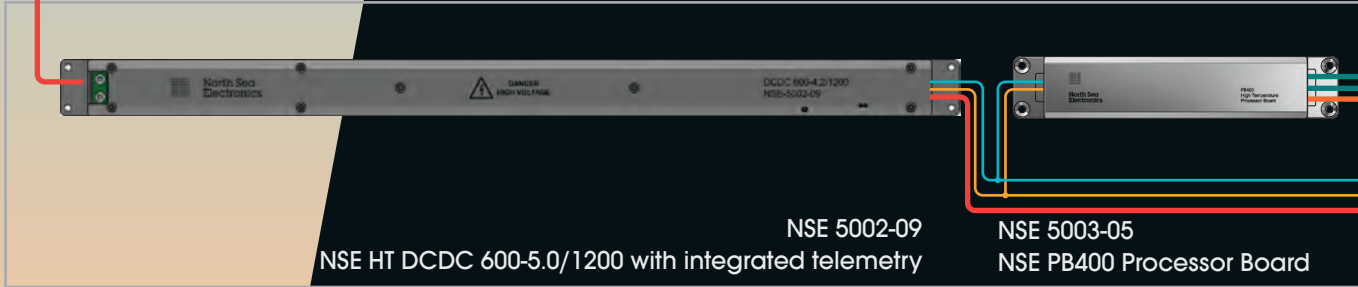 North Sea
Electronics
DANGER
HIGH VOLTAGE
DCDC 600-4.2/1200
NSE-5002-09
North Sea
Electronics
PB400
High Temperature
Processor Board
NSE 5002-09
NSE HT DCDC 600-5.0/1200 with integrated telemetry
NSE 5003-05
NSE PB400 Processor Board